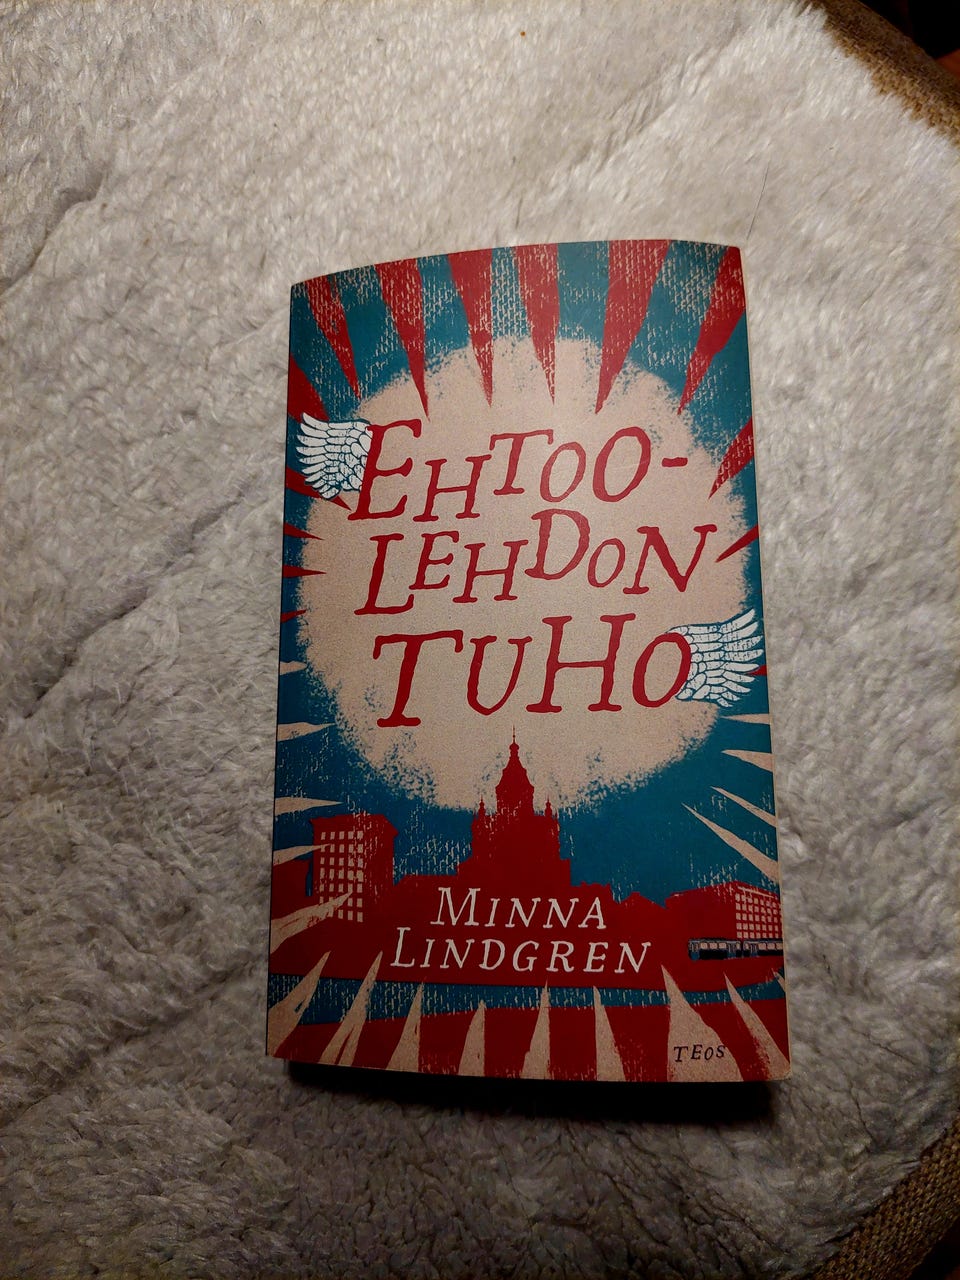 EHTOO-
LEHDON
TUHO
MINNA
LINDGREN
TEOS